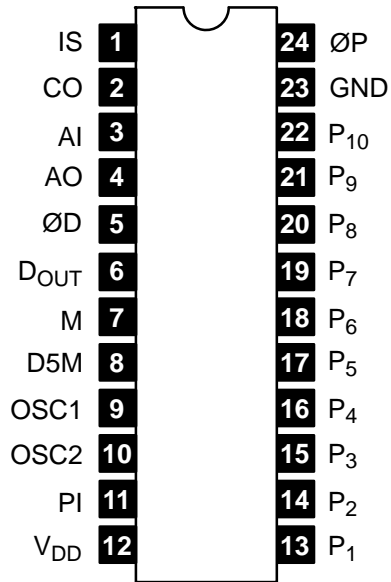 IS 1 24 ØP
CO 2 23 GND
AI 3 22 P10
AO 4 21 P9
ØD 5 20 P8
DOUT 6 19 P7
M 7 18 P6
D5M 8 17 P5
OSC1 9 16 P4
OSC2 10 15 P3
PI 11 14 P2
VDD 12 13 P1